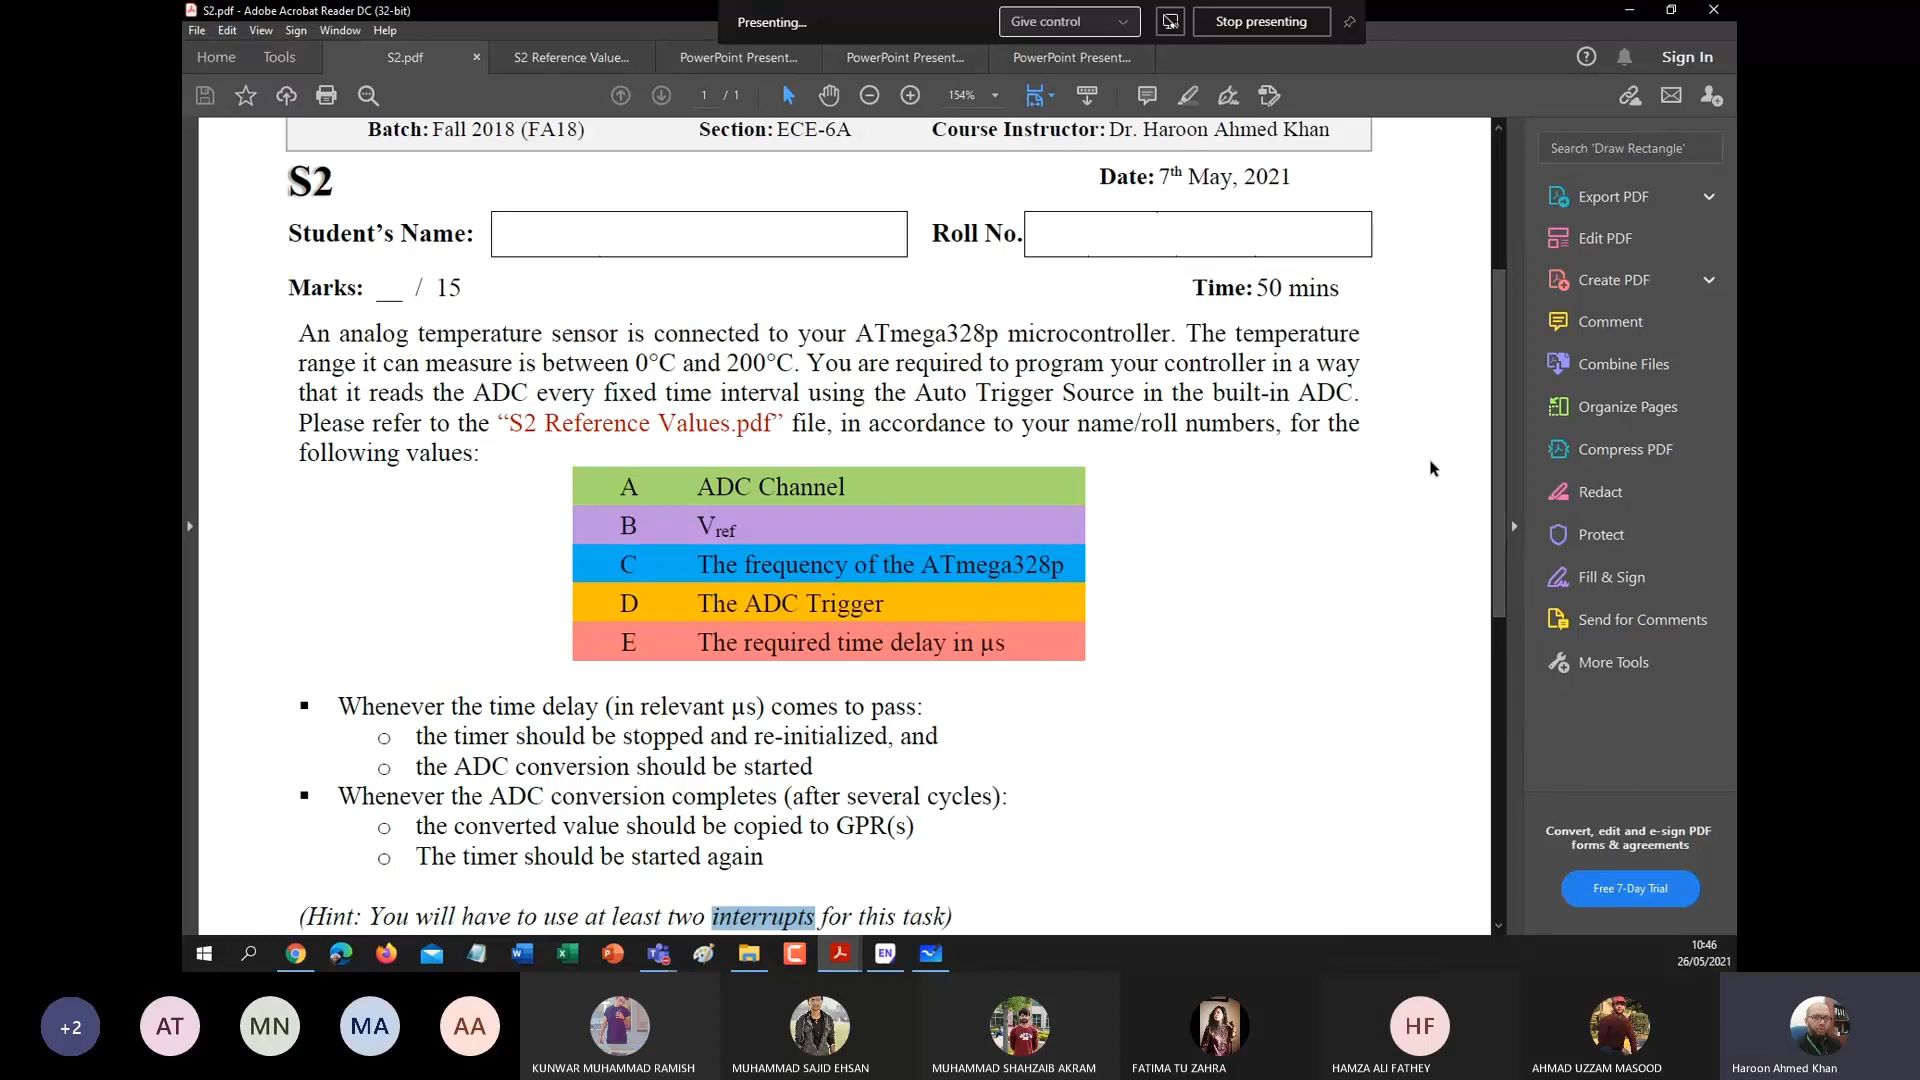 S2.pdf - Adobe Acrobat Reader DC (32-bit)
Presenting...
Give control
Stop presenting
File Edit View Sign Window Help
Home Tools S2.pdf × S2 Reference Value... PowerPoint Present... PowerPoint Present... PowerPoint Present... Sign In
1 / 1 154%
Batch: Fall 2018 (FA18) Section: ECE-6A Course Instructor: Dr. Haroon Ahmed Khan
S2 Date: 7th May, 2021
Student's Name: Roll No.
Marks: __ / 15 Time: 50 mins
An analog temperature sensor is connected to your ATmega328p microcontroller. The temperature
range it can measure is between 0°C and 200°C. You are required to program your controller in a way
that it reads the ADC every fixed time interval using the Auto Trigger Source in the built-in ADC.
Please refer to the “S2 Reference Values.pdf” file, in accordance to your name/roll numbers, for the
following values:
A ADC Channel
B Vref
C The frequency of the ATmega328p
D The ADC Trigger
E The required time delay in µs
▪ Whenever the time delay (in relevant µs) comes to pass:
o the timer should be stopped and re-initialized, and
o the ADC conversion should be started
▪ Whenever the ADC conversion completes (after several cycles):
o the converted value should be copied to GPR(s)
o The timer should be started again
(Hint: You will have to use at least two interrupts for this task)
Search 'Draw Rectangle'
Export PDF
Edit PDF
Create PDF
Comment
Combine Files
Organize Pages
Compress PDF
Redact
Protect
Fill & Sign
Send for Comments
More Tools
Convert, edit and e-sign PDF
forms & agreements
Free 7-Day Trial
EN
10:46
26/05/2021
+2 AT MN MA AA HF
KUNWAR MUHAMMAD RAMISH MUHAMMAD SAJID EHSAN MUHAMMAD SHAHZAIB AKRAM FATIMA TU ZAHRA HAMZA ALI FATHEY AHMAD UZZAM MASOOD Haroon Ahmed Khan